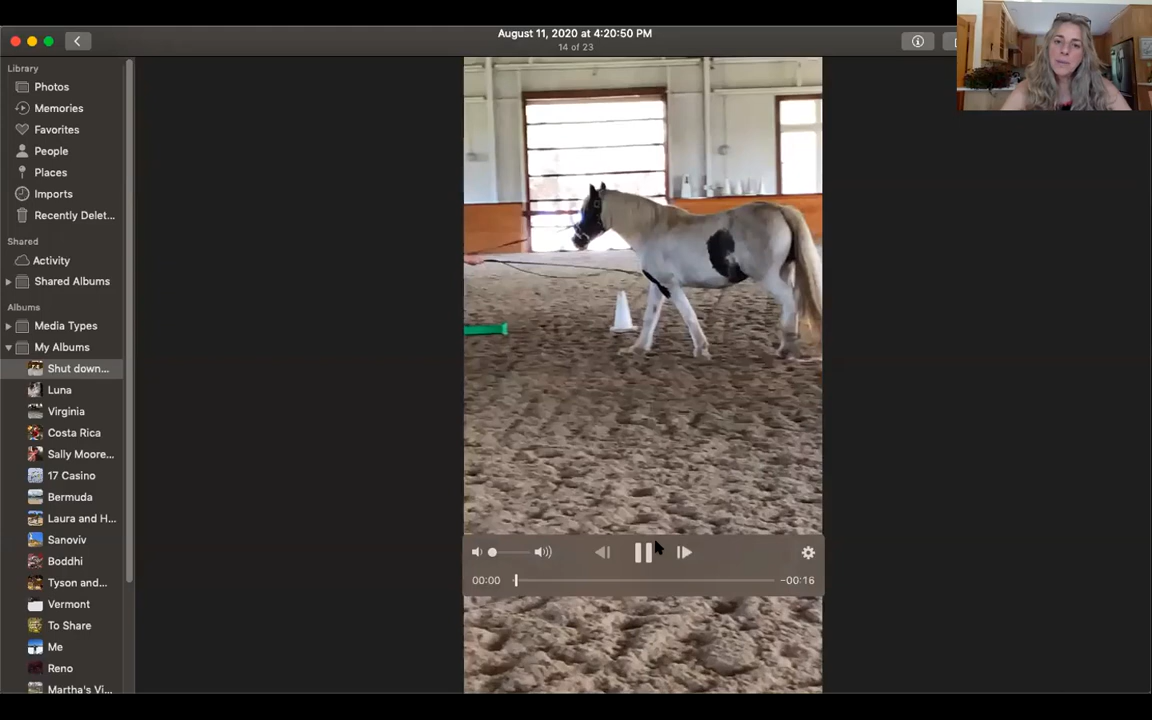 August 11, 2020 at 4:20:50 PM
14 of 23
Library
Photos
Memories
Favorites
People
Places
Imports
Recently Delet...
Shared
Activity
Shared Albums
Albums
Media Types
My Albums
Shut down...
Luna
Virginia
Costa Rica
Sally Moore...
17 Casino
Bermuda
Laura and H...
Sanoviv
Boddhi
Tyson and...
Vermont
To Share
Me
Reno
Martha's Vi...
00:00
-00:16